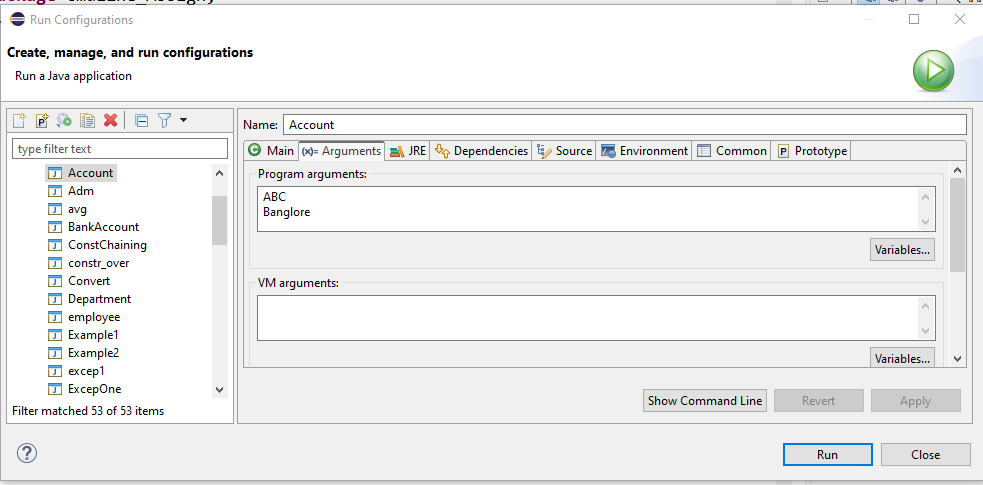 Run Configurations
Create, manage, and run configurations
Run a Java application
Name: Account
type filter text
Main (x)= Arguments JRE Dependencies Source Environment Common Prototype
Account
Adm
avg
BankAccount
ConstChaining
constr_over
Convert
Department
employee
Example1
Example2
excep1
ExcepOne
Filter matched 53 of 53 items
Program arguments:
ABC
Banglore
Variables...
VM arguments:
Variables...
Show Command Line Revert Apply
Run Close